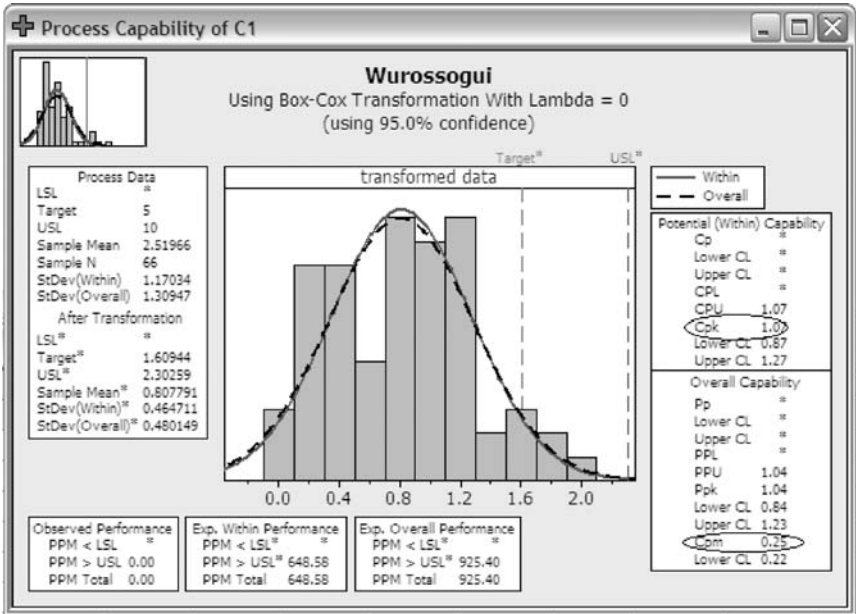 Process Capability of C1
Wurossogui
Using Box-Cox Transformation With Lambda = 0
(using 95.0% confidence)
Process Data
LSL *
Target 5
USL 10
Sample Mean 2.51966
Sample N 66
StDev(Within) 1.17034
StDev(Overall) 1.30947
After Transformation
LSL* *
Target* 1.60944
USL* 2.30259
Sample Mean* 0.807791
StDev(Within)* 0.464711
StDev(Overall)* 0.480149
Target* USL*
transformed data
0.0 0.4 0.8 1.2 1.6 2.0
Within
Overall
Potential (Within) Capability
Cp *
Lower CL *
Upper CL *
CPL *
CPU 1.07
Cpk 1.07
Lower CL 0.87
Upper CL 1.27
Overall Capability
Pp *
Lower CL *
Upper CL *
PPL *
PPU 1.04
Ppk 1.04
Lower CL 0.84
Upper CL 1.23
Cpm 0.25
Lower CL 0.22
Observed Performance
PPM < LSL *
PPM > USL 0.00
PPM Total 0.00
Exp. Within Performance
PPM < LSL* *
PPM > USL* 648.58
PPM Total 648.58
Exp. Overall Performance
PPM < LSL* *
PPM > USL* 925.40
PPM Total 925.40